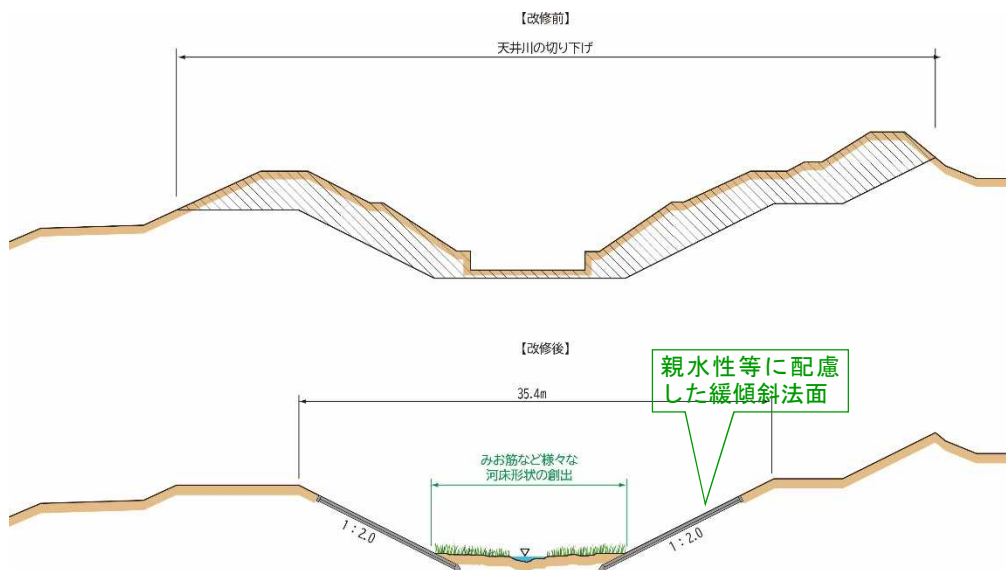 【改修前】
天井川の切り下げ
【改修後】
親水性等に配慮
した緩傾斜法面
35.4m
みお筋など様々な
河床形状の創出
1:2.0
1:2.0